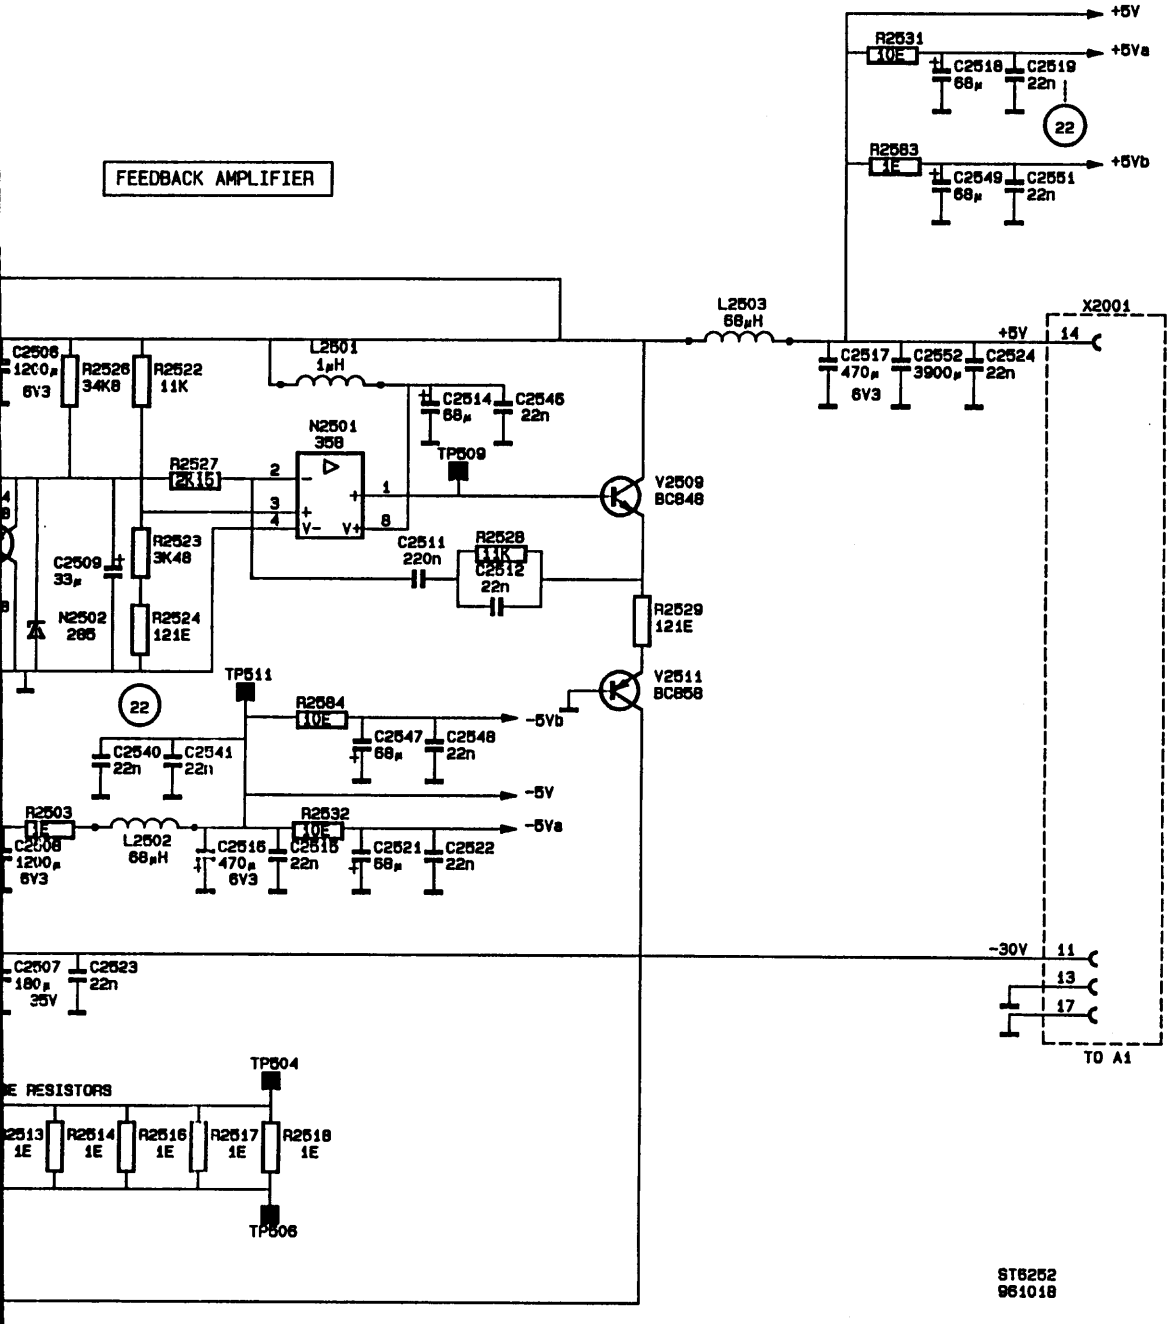 +5V
R2531
10E
+5Va
C2518
68µ
C2519
22n
22
R2583
1E
+5Vb
C2549
68µ
C2551
22n
FEEDBACK AMPLIFIER
L2503
68µH
X2001
+5V
14
C2506
1200µ
6V3
R2526
34K8
R2522
11K
L2501
1µH
C2514
68µ
C2546
22n
C2517
470µ
6V3
C2552
3900µ
C2524
22n
N2501
358
TP509
R2527
2K15
2
-
3
+
4
V-
+
1
V+
8
V2509
BC848
4
8
C2509
33µ
+
R2523
3K48
C2511
220n
R2528
11K
C2512
22n
8
N2502
285
R2524
121E
R2529
121E
22
TP511
V2511
BC858
R2584
10E
-5Vb
C2540
22n
C2541
22n
C2547
68µ
C2548
22n
-5V
R2503
1E
L2502
68µH
R2532
10E
-5Va
C2508
1200µ
6V3
C2516
470µ
6V3
C2515
22n
C2521
68µ
C2522
22n
-30V
11
C2507
180µ
35V
C2523
22n
13
17
TO A1
TP504
SE RESISTORS
R2513
1E
R2514
1E
R2516
1E
R2517
1E
R2518
1E
TP506
ST6252
961018